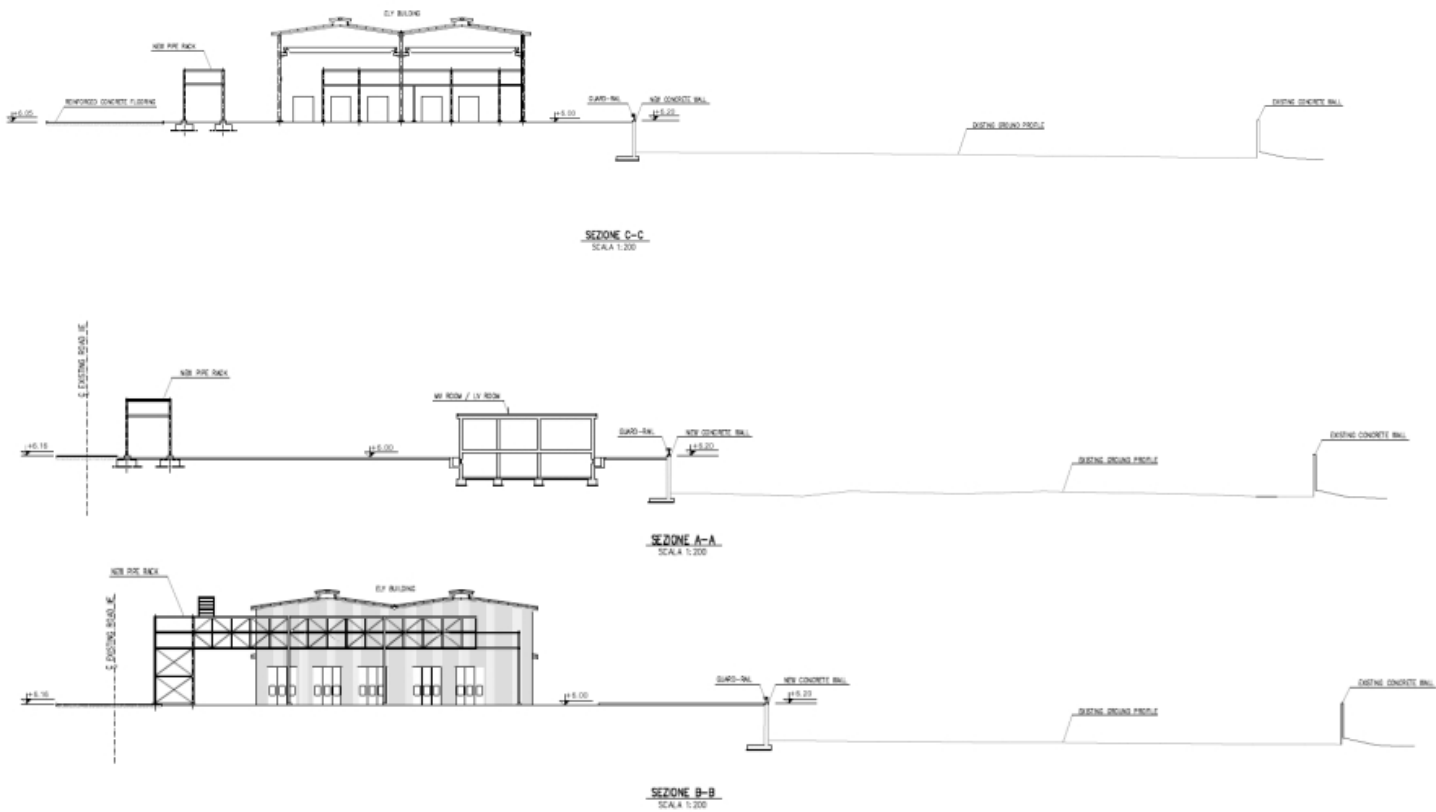 ELY BUILDING
NEW PIPE RACK
REINFORCED CONCRETE FLOORING
GUARD-RAIL
NEW CONCRETE WALL
EXISTING CONCRETE WALL
+6.05
+6.00
+6.20
EXISTING GROUND PROFILE
SEZIONE C-C
SCALA 1:200
EXISTING ROAD
NEW PIPE RACK
MV ROOM / LV ROOM
GUARD-RAIL
NEW CONCRETE WALL
EXISTING CONCRETE WALL
+6.16
+6.00
+6.20
EXISTING GROUND PROFILE
SEZIONE A-A
SCALA 1:200
NEW PIPE RACK
ELY BUILDING
EXISTING ROAD
GUARD-RAIL
NEW CONCRETE WALL
EXISTING CONCRETE WALL
+6.16
+6.00
+6.20
EXISTING GROUND PROFILE
SEZIONE B-B
SCALA 1:200